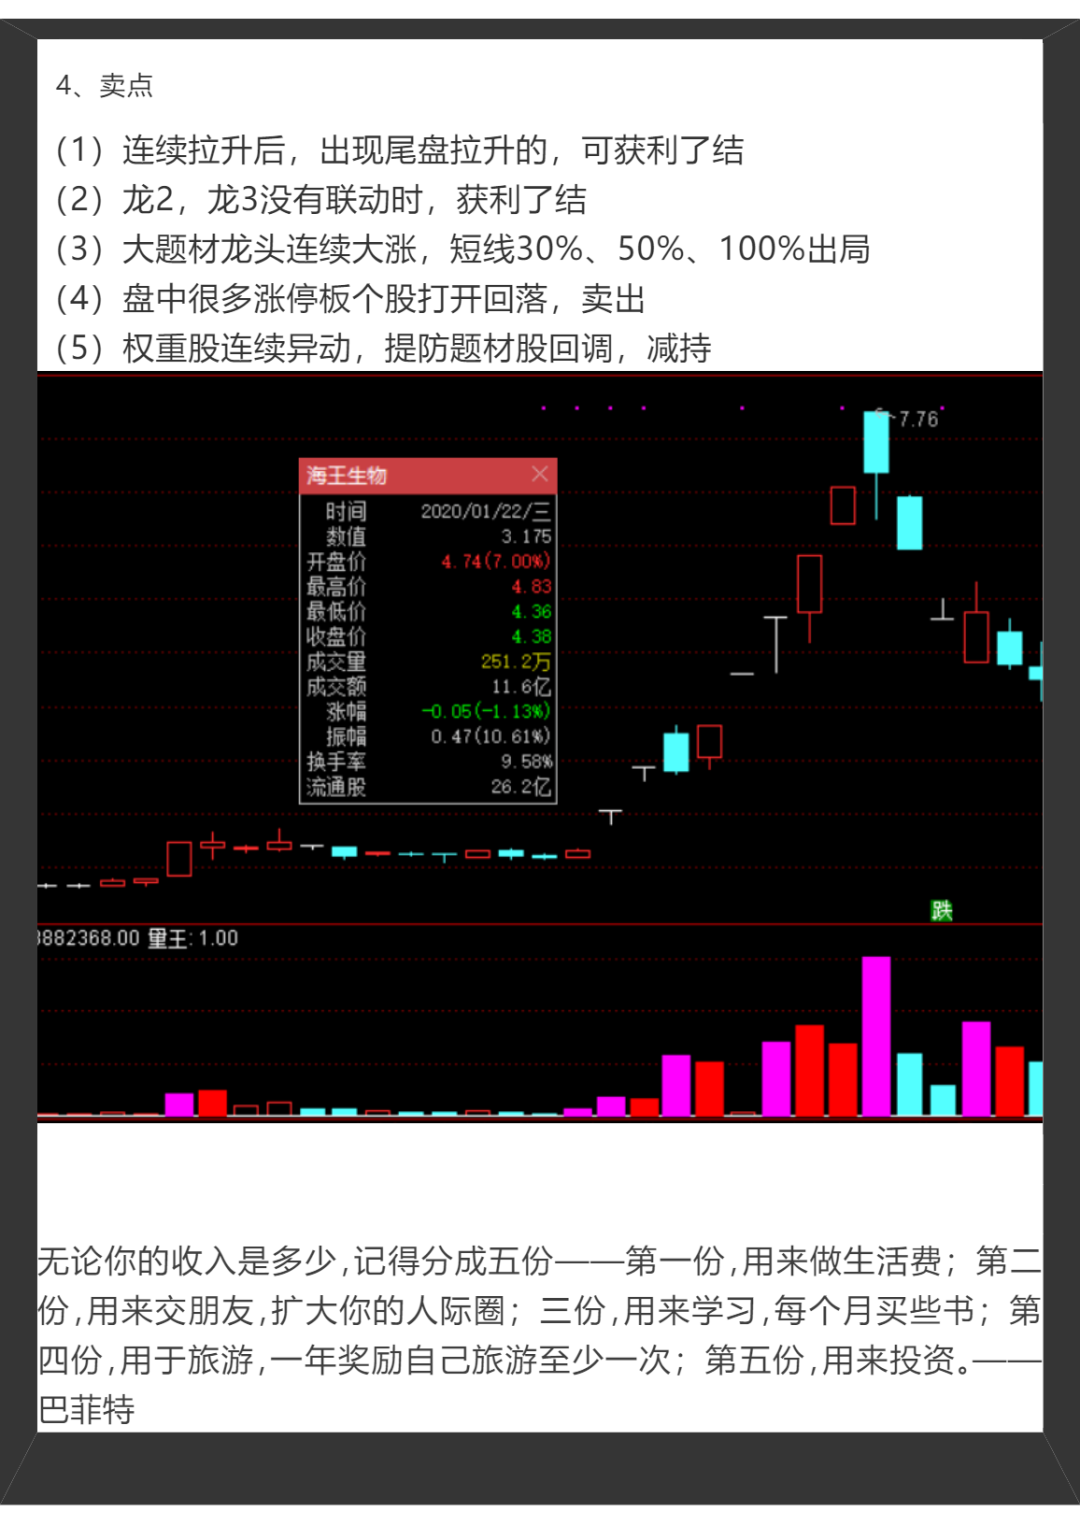 4、卖点
（1）连续拉升后，出现尾盘拉升的，可获利了结
（2）龙2，龙3没有联动时，获利了结
（3）大题材龙头连续大涨，短线30%、50%、100%出局
（4）盘中很多涨停板个股打开回落，卖出
（5）权重股连续异动，提防题材股回调，减持
7.76
海王生物
时间 2020/01/22/三
数值 3.175
开盘价 4.74(7.00%)
最高价 4.83
最低价 4.36
收盘价 4.38
成交量 251.2万
成交额 11.6亿
涨幅 -0.05(-1.13%)
振幅 0.47(10.61%)
换手率 9.58%
流通股 26.2亿
跌
882368.00 量王: 1.00
无论你的收入是多少,记得分成五份——第一份,用来做生活费；第二
份,用来交朋友,扩大你的人际圈；三份,用来学习,每个月买些书；第
四份,用于旅游,一年奖励自己旅游至少一次；第五份,用来投资。——
巴菲特